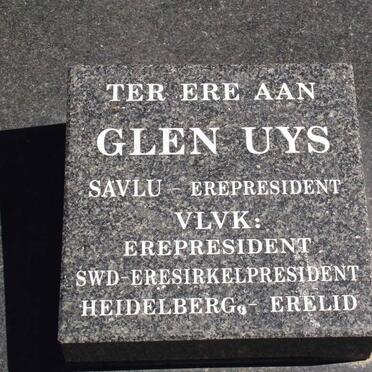 TER ERE AAN
GLEN UYS
SAVLU - EREPRESIDENT
VLVK:
EREPRESIDENT
SWD-ERESIRKELPRESIDENT
HEIDELBERG - ERELID